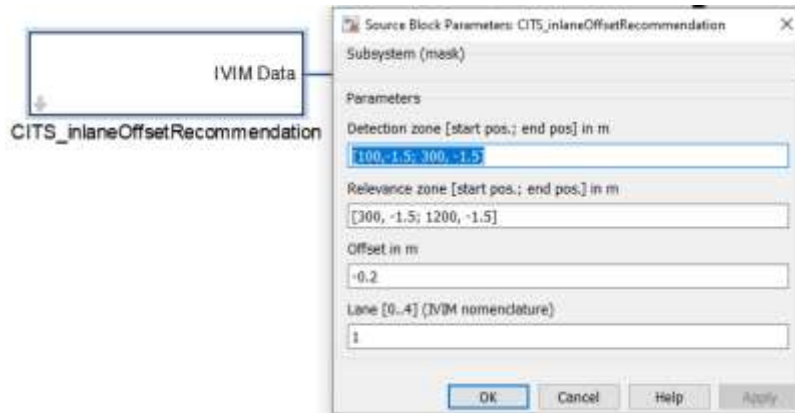 IVIM Data
CITS_inlaneOffsetRecommendation
Source Block Parameters: CITS_inlaneOffsetRecommendation
Subsystem (mask)
Parameters
Detection zone [start pos.; end pos] in m
[100,-1.5; 300, -1.5]
Relevance zone [start pos.; end pos.] in m
[300, -1.5; 1200, -1.5]
Offset in m
-0.2
Lane [0..4] (IVIM nomenclature)
1
OK Cancel Help Apply